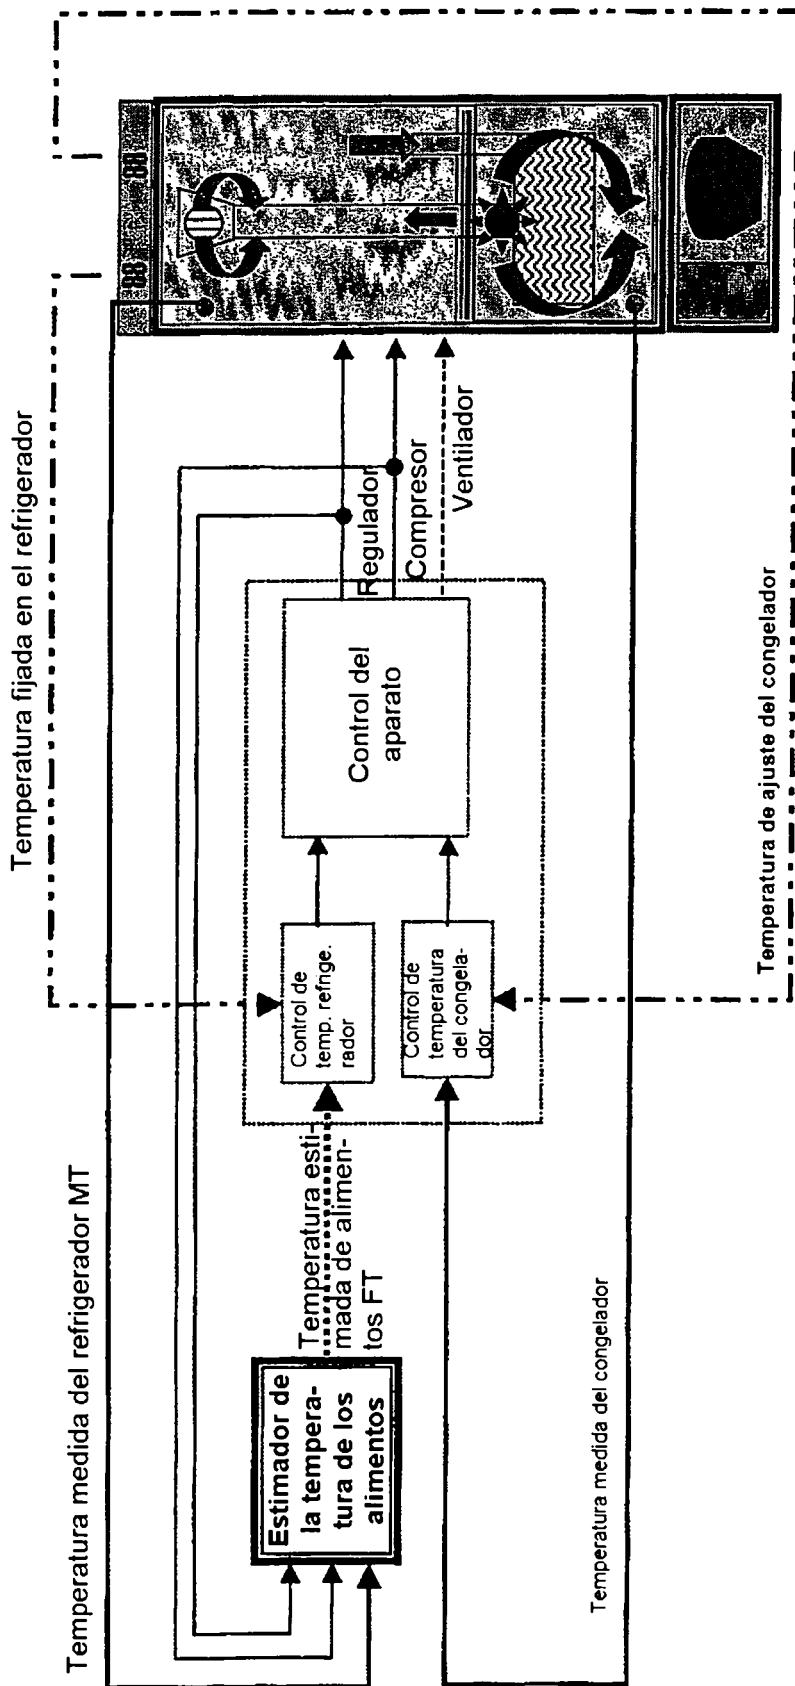 Temperatura fijada en el refrigerador
Temperatura medida del refrigerador MT
88
88
Regulador
Compresor
Ventilador
Control del
aparato
Control de
temp. refrige.
rador
Control de
temperatura
del congela-
dor
Temperatura esti-
mada de alimen-
tos FT
Estimador de
la tempera-
tura de los
alimentos
Temperatura de ajuste del congelador
Temperatura medida del congelador